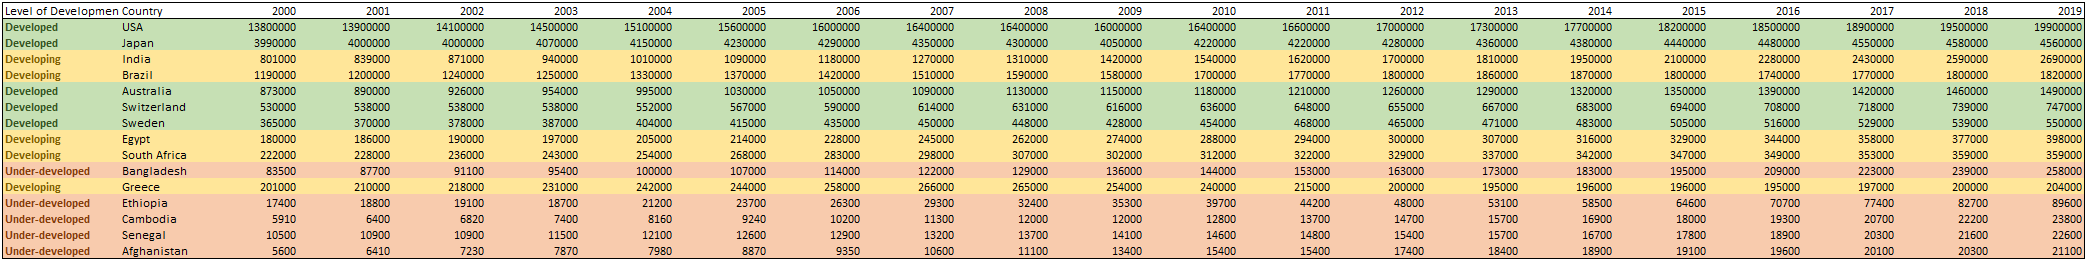 Level of Developmen Country 2000 2001 2002 2003 2004 2005 2006 2007 2008 2009 2010 2011 2012 2013 2014 2015 2016 2017 2018 2019
Developed USA 13800000 13900000 14100000 14500000 15100000 15600000 16000000 16400000 16400000 16000000 16400000 16600000 17000000 17300000 17700000 18200000 18500000 18900000 19500000 19900000
Developed Japan 3990000 4000000 4000000 4070000 4150000 4230000 4290000 4350000 4300000 4050000 4220000 4220000 4280000 4360000 4380000 4440000 4480000 4550000 4580000 4560000
Developing India 801000 839000 871000 940000 1010000 1090000 1180000 1270000 1310000 1420000 1540000 1620000 1700000 1810000 1950000 2100000 2280000 2430000 2590000 2690000
Developing Brazil 1190000 1200000 1240000 1250000 1330000 1370000 1420000 1510000 1590000 1580000 1700000 1770000 1800000 1860000 1870000 1800000 1740000 1770000 1800000 1820000
Developed Australia 873000 890000 926000 954000 995000 1030000 1050000 1090000 1130000 1150000 1180000 1210000 1260000 1290000 1320000 1350000 1390000 1420000 1460000 1490000
Developed Switzerland 530000 538000 538000 538000 552000 567000 590000 614000 631000 616000 636000 648000 655000 667000 683000 694000 708000 718000 739000 747000
Developed Sweden 365000 370000 378000 387000 404000 415000 435000 450000 448000 428000 454000 468000 465000 471000 483000 505000 516000 529000 539000 550000
Developing Egypt 180000 186000 190000 197000 205000 214000 228000 245000 262000 274000 288000 294000 300000 307000 316000 329000 344000 358000 377000 398000
Developing South Africa 222000 228000 236000 243000 254000 268000 283000 298000 307000 302000 312000 322000 329000 337000 342000 347000 349000 353000 359000 359000
Under-developed Bangladesh 83500 87700 91100 95400 100000 107000 114000 122000 129000 136000 144000 153000 163000 173000 183000 195000 209000 223000 239000 258000
Developing Greece 201000 210000 218000 231000 242000 244000 258000 266000 265000 254000 240000 215000 200000 195000 196000 196000 195000 197000 200000 204000
Under-developed Ethiopia 17400 18800 19100 18700 21200 23700 26300 29300 32400 35300 39700 44200 48000 53100 58500 64600 70700 77400 82700 89600
Under-developed Cambodia 5910 6400 6820 7400 8160 9240 10200 11300 12000 12000 12800 13700 14700 15700 16900 18000 19300 20700 22200 23800
Under-developed Senegal 10500 10900 10900 11500 12100 12600 12900 13200 13700 14100 14600 14800 15400 15700 16700 17800 18900 20300 21600 22600
Under-developed Afghanistan 5600 6410 7230 7870 7980 8870 9350 10600 11100 13400 15400 15400 17400 18400 18900 19100 19600 20100 20300 21100